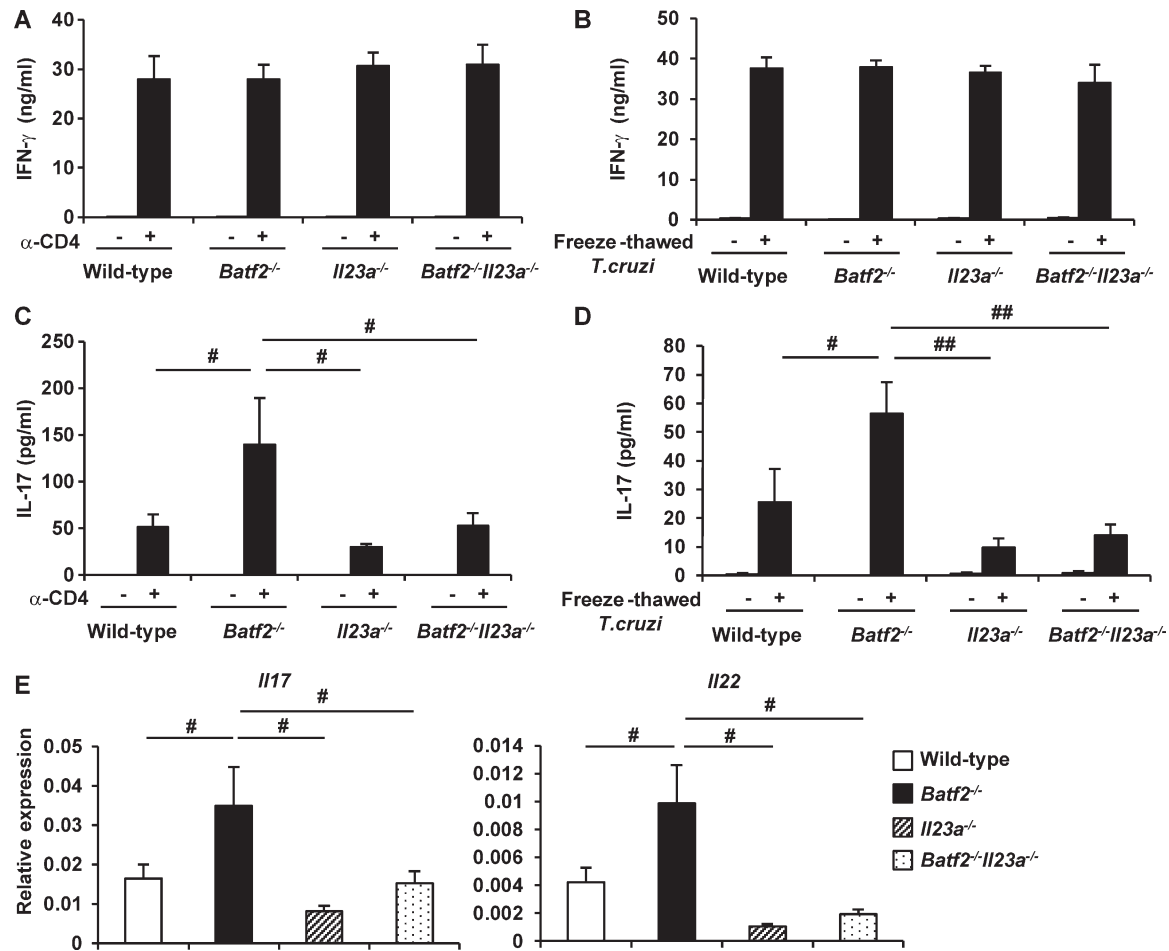 A
IFN-γ (ng/ml)
40
30
20
10
0
α-CD4 - + - + - + - +
Wild-type Batf2-/- Il23a-/- Batf2-/-Il23a-/-
B
IFN-γ (ng/ml)
50
40
30
20
10
0
Freeze-thawed - + - + - + - +
T.cruzi Wild-type Batf2-/- Il23a-/- Batf2-/-Il23a-/-
C
IL-17 (pg/ml)
250
200
150
100
50
0
#
# #
α-CD4 - + - + - + - +
Wild-type Batf2-/- Il23a-/- Batf2-/-Il23a-/-
D
IL-17 (pg/ml)
80
70
60
50
40
30
20
10
0
##
# ##
Freeze-thawed - + - + - + - +
T.cruzi Wild-type Batf2-/- Il23a-/- Batf2-/-Il23a-/-
E
Il17
#
# #
Relative expression
0.05
0.04
0.03
0.02
0.01
0
Il22
#
# #
0.014
0.012
0.01
0.008
0.006
0.004
0.002
0
Wild-type
Batf2-/-
Il23a-/-
Batf2-/-Il23a-/-